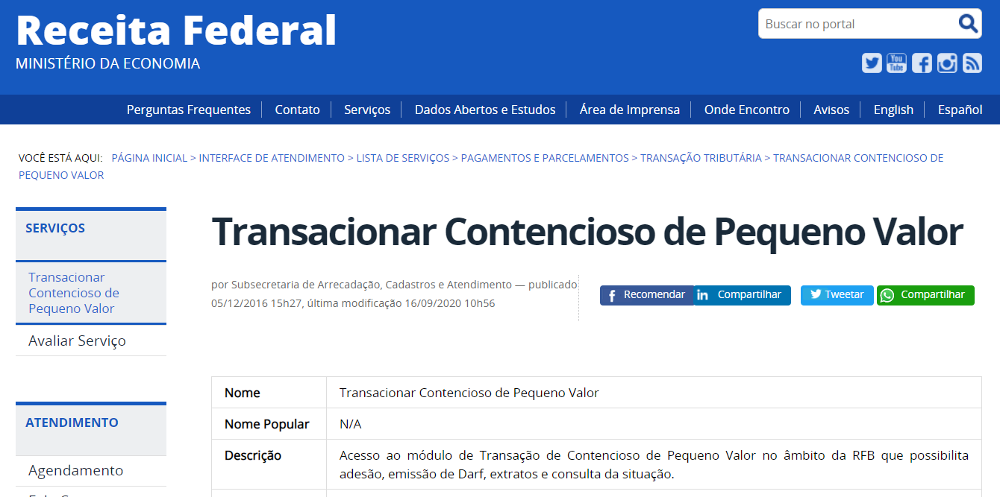 Receita Federal
MINISTÉRIO DA ECONOMIA
Buscar no portal
You
Tube
Perguntas Frequentes
Contato
Serviços
Dados Abertos e Estudos
Área de Imprensa
Onde Encontro
Avisos
English
Español
VOCÊ ESTÁ AQUI: PÁGINA INICIAL > INTERFACE DE ATENDIMENTO > LISTA DE SERVIÇOS > PAGAMENTOS E PARCELAMENTOS > TRANSAÇÃO TRIBUTÁRIA > TRANSACIONAR CONTENCIOSO DE
PEQUENO VALOR
SERVIÇOS
Transacionar
Contencioso de
Pequeno Valor
Avaliar Serviço
ATENDIMENTO
Agendamento
Transacionar Contencioso de Pequeno Valor
por Subsecretaria de Arrecadação, Cadastros e Atendimento — publicado
05/12/2016 15h27, última modificação 16/09/2020 10h56
Recomendar
Compartilhar
Tweetar
Compartilhar
Nome Transacionar Contencioso de Pequeno Valor
Nome Popular N/A
Descrição Acesso ao módulo de Transação de Contencioso de Pequeno Valor no âmbito da RFB que possibilita
adesão, emissão de Darf, extratos e consulta da situação.